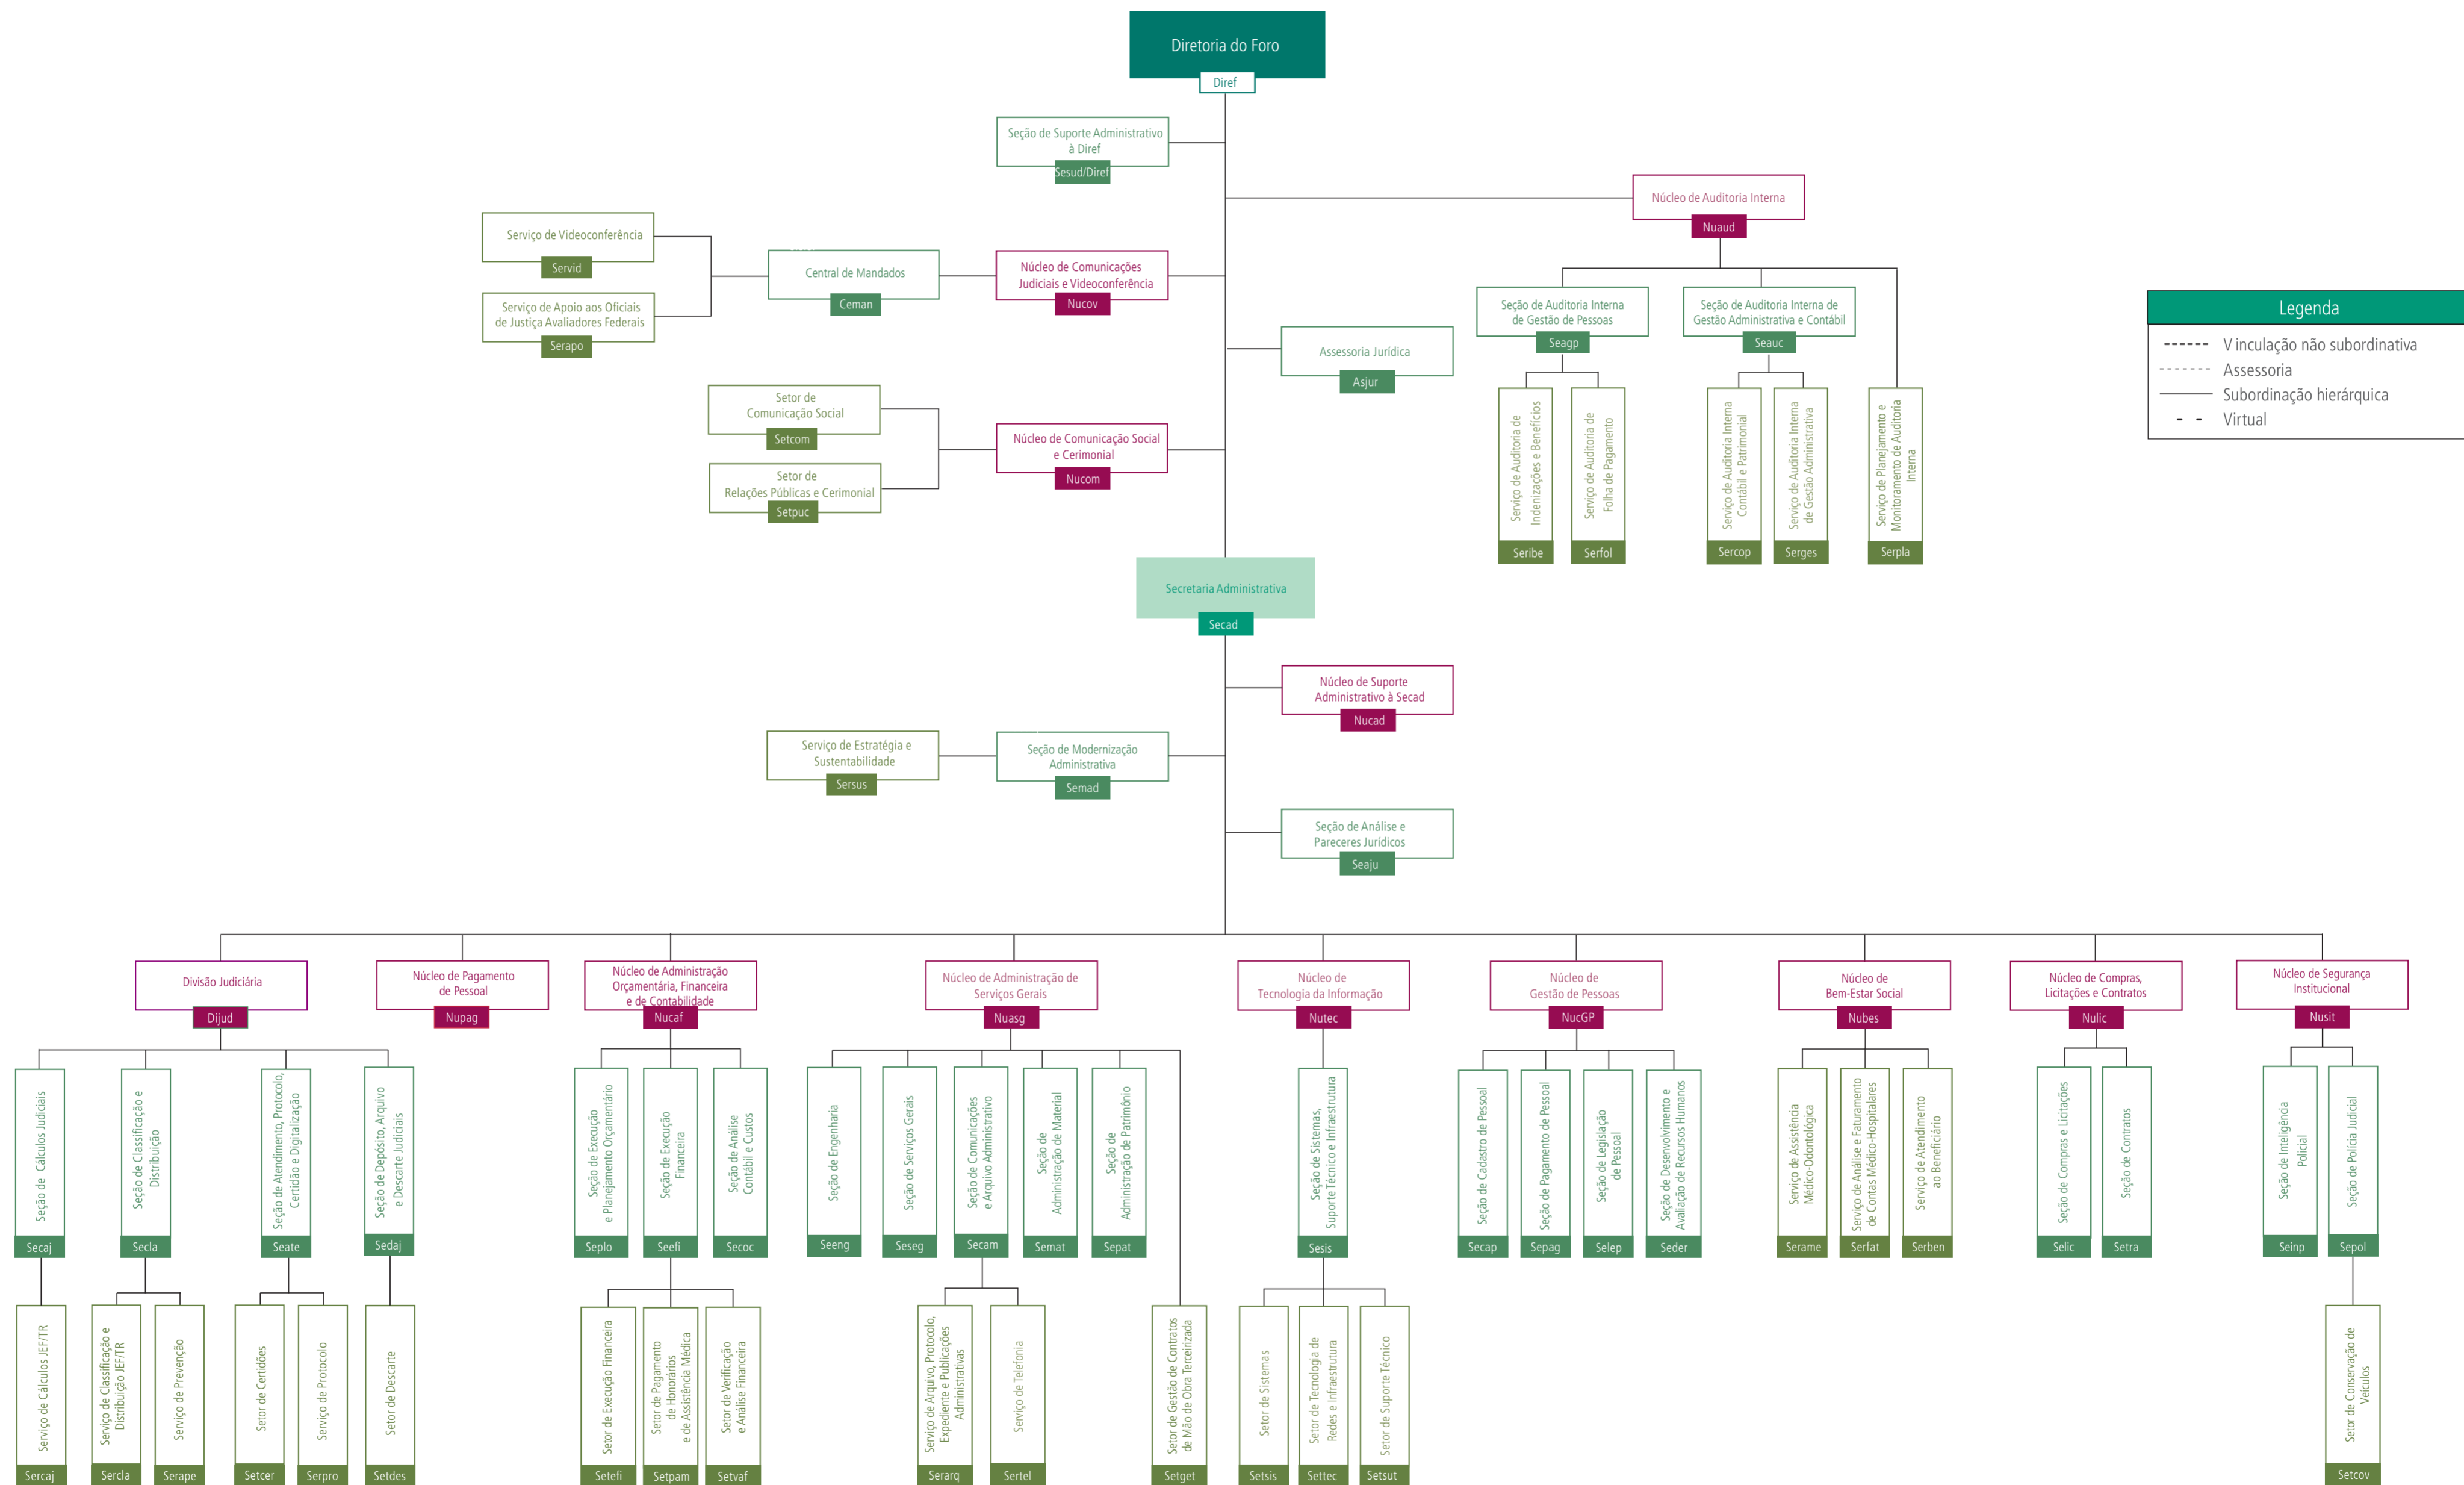 Diretoria do Foro
Diref
Seção de Suporte Administrativo
à Diref
Sesud/Diref
Núcleo de Auditoria Interna
Nuaud
Serviço de Videoconferência
Servid
Serviço de Apoio aos Oficiais
de Justiça Avaliadores Federais
Serapo
Central de Mandados
Ceman
Núcleo de Comunicações
Judiciais e Videoconferência
Nucov
Seção de Auditoria Interna
de Gestão de Pessoas
Seagp
Seção de Auditoria Interna de
Gestão Administrativa e Contábil
Seauc
Legenda
V inculação não subordinativa
Assessoria
Subordinação hierárquica
Virtual
Assessoria Jurídica
Asjur
Setor de
Comunicação Social
Setcom
Setor de
Relações Públicas e Cerimonial
Setpuc
Núcleo de Comunicação Social
e Cerimonial
Nucom
Serviço de Auditoria de
Indenizações e Benefícios
Seribe
Serviço de Auditoria de
Folha de Pagamento
Serfol
Serviço de Auditoria Interna
Contábil e Patrimonial
Sercop
Serviço de Auditoria Interna
de Gestão Administrativa
Serges
Serviço de Planejamento e
Monitoramento de Auditoria
Interna
Serpla
Secretaria Administrativa
Secad
Núcleo de Suporte
Administrativo à Secad
Nucad
Serviço de Estratégia e
Sustentabilidade
Sersus
Seção de Modernização
Administrativa
Semad
Seção de Análise e
Pareceres Jurídicos
Seaju
Divisão Judiciária
Dijud
Núcleo de Pagamento
de Pessoal
Nupag
Núcleo de Administração
Orçamentária, Financeira
e de Contabilidade
Nucaf
Núcleo de Administração de
Serviços Gerais
Nuasg
Núcleo de
Tecnologia da Informação
Nutec
Núcleo de
Gestão de Pessoas
NucGP
Núcleo de
Bem-Estar Social
Nubes
Núcleo de Compras,
Licitações e Contratos
Nulic
Núcleo de Segurança
Institucional
Nusit
Seção de Cálculos Judiciais
Secaj
Seção de Classificação e
Distribuição
Secla
Seção de Atendimento, Protocolo,
Certidão e Digitalização
Seate
Seção de Depósito, Arquivo
e Descarte Judiciais
Sedaj
Seção de Execução
e Planejamento Orçamentário
Seplo
Seção de Execução
Financeira
Seefi
Seção de Análise
Contábil e Custos
Secoc
Seção de Engenharia
Seeng
Seção de Serviços Gerais
Seseg
Seção de Comunicações
e Arquivo Administrativo
Secam
Seção de
Administração de Material
Semat
Seção de
Administração de Patrimônio
Sepat
Seção de Sistemas,
Suporte Técnico e Infraestrutura
Sesis
Seção de Cadastro de Pessoal
Secap
Seção de Pagamento de Pessoal
Sepag
Seção de Legislação
de Pessoal
Selep
Seção de Desenvolvimento e
Avaliação de Recursos Humanos
Seder
Serviço de Assistência
Médico-Odontológica
Serame
Serviço de Análise e Faturamento
de Contas Médico-Hospitalares
Serfat
Serviço de Atendimento
ao Beneficiário
Serben
Seção de Compras e Licitações
Selic
Seção de Contratos
Setra
Seção de Inteligência
Policial
Seinp
Seção de Polícia Judicial
Sepol
Serviço de Cálculos JEF/TR
Sercaj
Serviço de Classificação e
Distribuição JEF/TR
Sercla
Serviço de Prevenção
Serape
Setor de Certidões
Setcer
Serviço de Protocolo
Serpro
Setor de Descarte
Setdes
Setor de Execução Financeira
Setefi
Setor de Pagamento
de Honorários
e de Assistência Médica
Setpam
Setor de Verificação
e Análise Financeira
Setvaf
Serviço de Arquivo, Protocolo,
Expediente e Publicações
Administrativas
Serarq
Serviço de Telefonia
Sertel
Setor de Gestão de Contratos
de Mão de Obra Terceirizada
Setget
Setor de Sistemas
Setsis
Setor de Tecnologia de
Redes e Infraestrutura
Settec
Setor de Suporte Técnico
Setsut
Setor de Conservação de
Veículos
Setcov